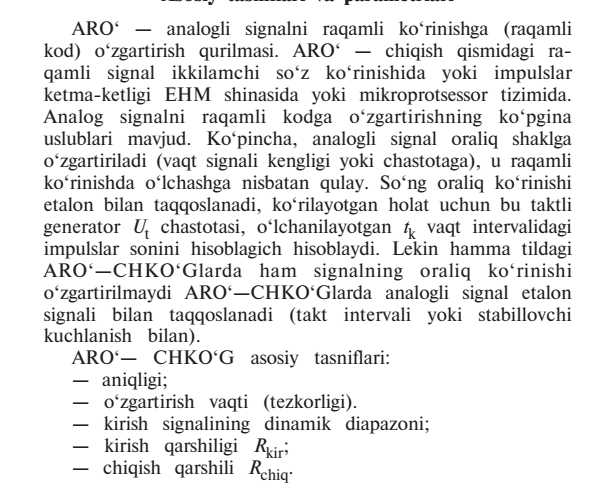 Asosiy tasniflari va parametrlari
ARO‘ — analogli signalni raqamli ko‘rinishga (raqamli
kod) o‘zgartirish qurilmasi. ARO‘ — chiqish qismidagi ra-
qamli signal ikkilamchi so‘z ko‘rinishida yoki impulslar
ketma-ketligi EHM shinasida yoki mikroprotsessor tizimida.
Analog signalni raqamli kodga o‘zgartirishning ko‘pgina
uslublari mavjud. Ko‘pincha, analogli signal oraliq shaklga
o‘zgartiriladi (vaqt signali kengligi yoki chastotaga), u raqamli
ko‘rinishda o‘lchashga nisbatan qulay. So‘ng oraliq ko‘rinishi
etalon bilan taqqoslanadi, ko‘rilayotgan holat uchun bu taktli
generator Ut chastotasi, o‘lchanilayotgan tk vaqt intervalidagi
impulslar sonini hisoblagich hisoblaydi. Lekin hamma tildagi
ARO‘—CHKO‘Glarda ham signalning oraliq ko‘rinishi
o‘zgartirilmaydi ARO‘—CHKO‘Glarda analogli signal etalon
signali bilan taqqoslanadi (takt intervali yoki stabillovchi
kuchlanish bilan).
ARO‘— CHKO‘G asosiy tasniflari:
— aniqligi;
— o‘zgartirish vaqti (tezkorligi).
— kirish signalining dinamik diapazoni;
— kirish qarshiligi Rkir;
— chiqish qarshili Rchiq.